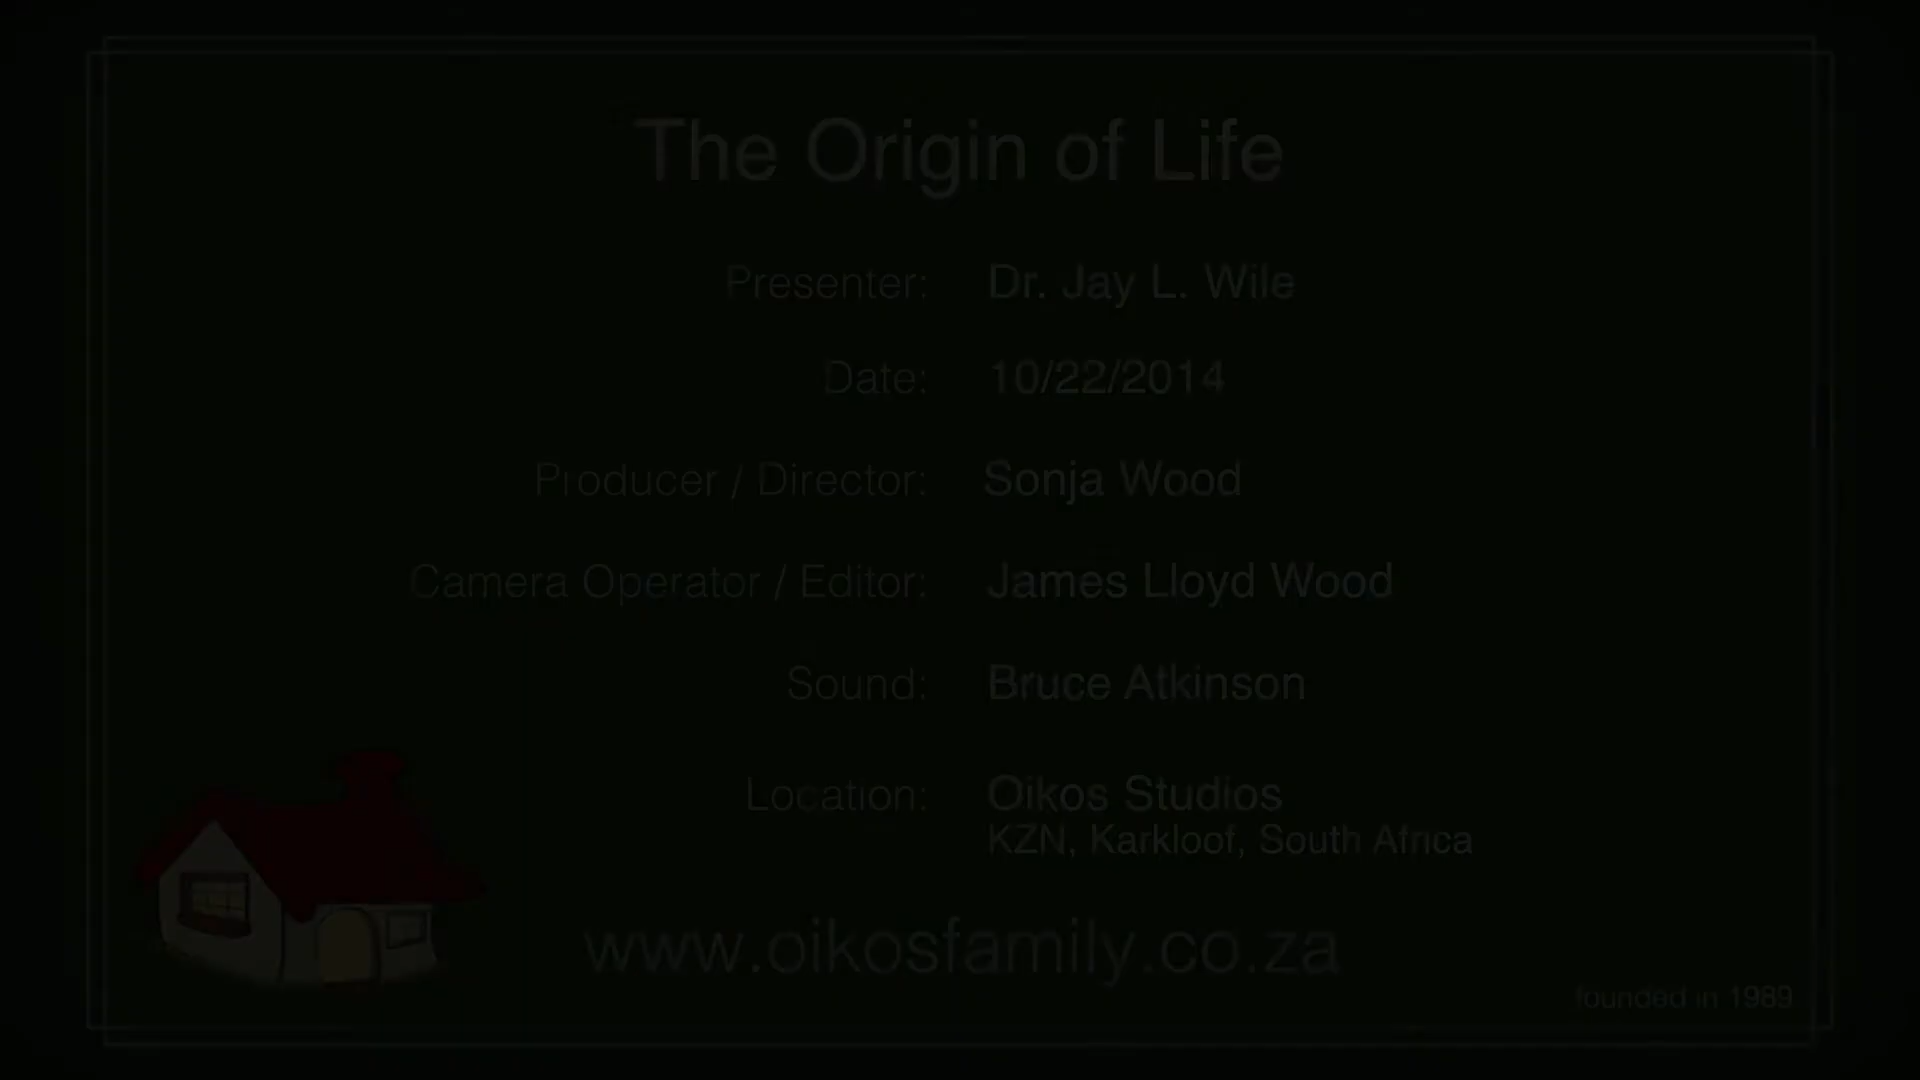 The Origin of Life
Presenter: Dr. Jay L. Wile
Date: 10/22/2014
Producer / Director: Sonja Wood
Camera Operator / Editor: James Lloyd Wood
Sound: Bruce Atkinson
Location: Oikos Studios
KZN, Karkloof, South Africa
www.oikosfamily.co.za
founded in 1989